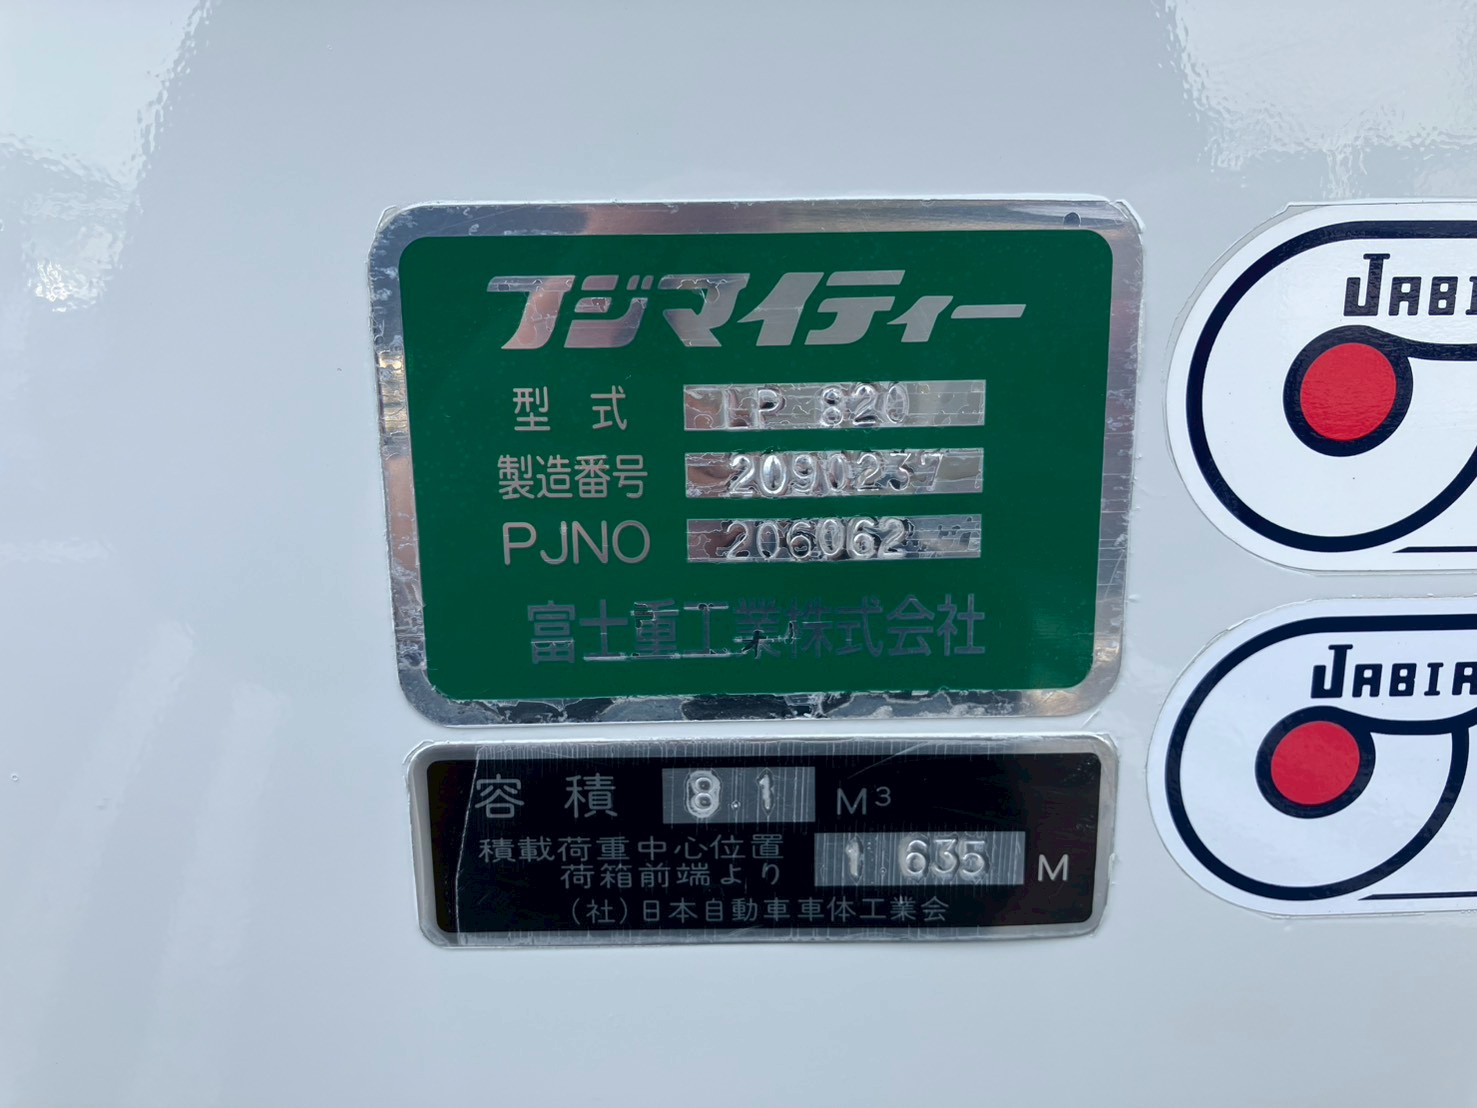 フジマイティー
型式 LP 820
製造番号 2090237
PJNO 206062
富士重工業株式会社
容積 8.1 M³
積載荷重中心位置
荷箱前端より 1.635 M
(社)日本自動車車体工業会
JABIA